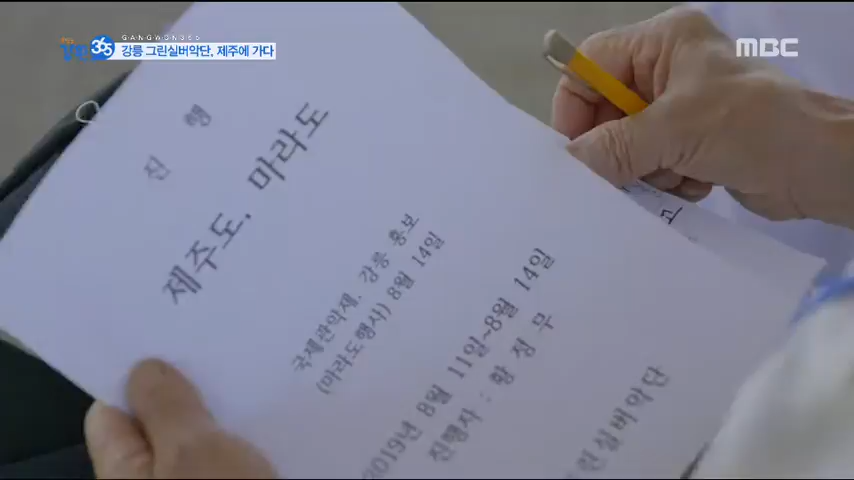 GANGWON365
365
강릉 그린실버악단, 제주에 가다
MBC
진 행
제주도. 마라도
국제관악제. 강릉 홍보
(마라도행사) 8월 14일
2019년 8월 11일~8월 14일
진행자 : 황 정 무
린실버악단
고